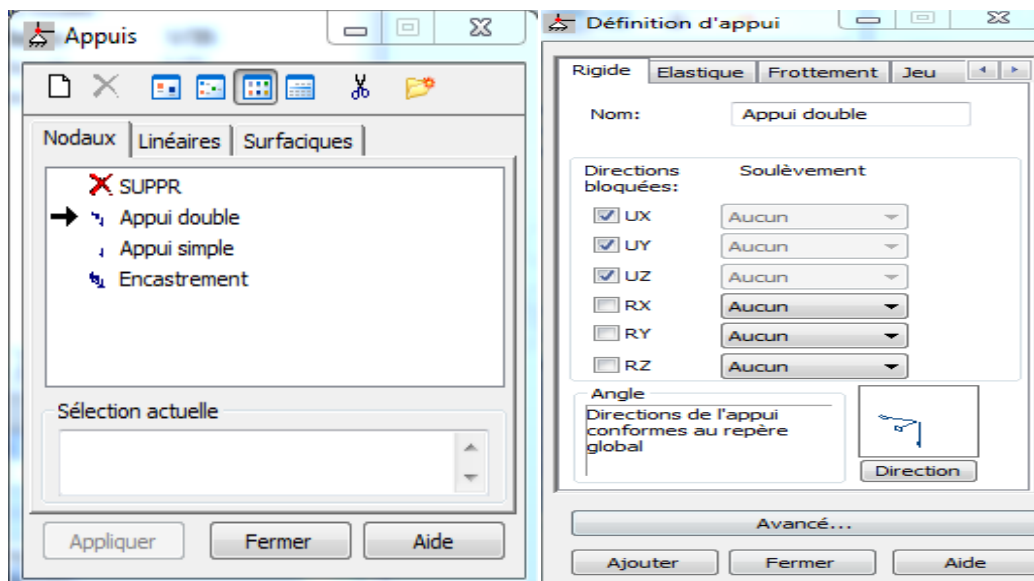 Appuis
Nodaux Linéaires Surfaciques
SUPPR
Appui double
Appui simple
Encastrement
Sélection actuelle
Appliquer Fermer Aide
Définition d'appui
Rigide Elastique Frottement Jeu
Nom: Appui double
Directions bloquées: Soulèvement
UX Aucun
UY Aucun
UZ Aucun
RX Aucun
RY Aucun
RZ Aucun
Angle
Directions de l'appui
conformes au repère
global
Direction
Avancé...
Ajouter Fermer Aide